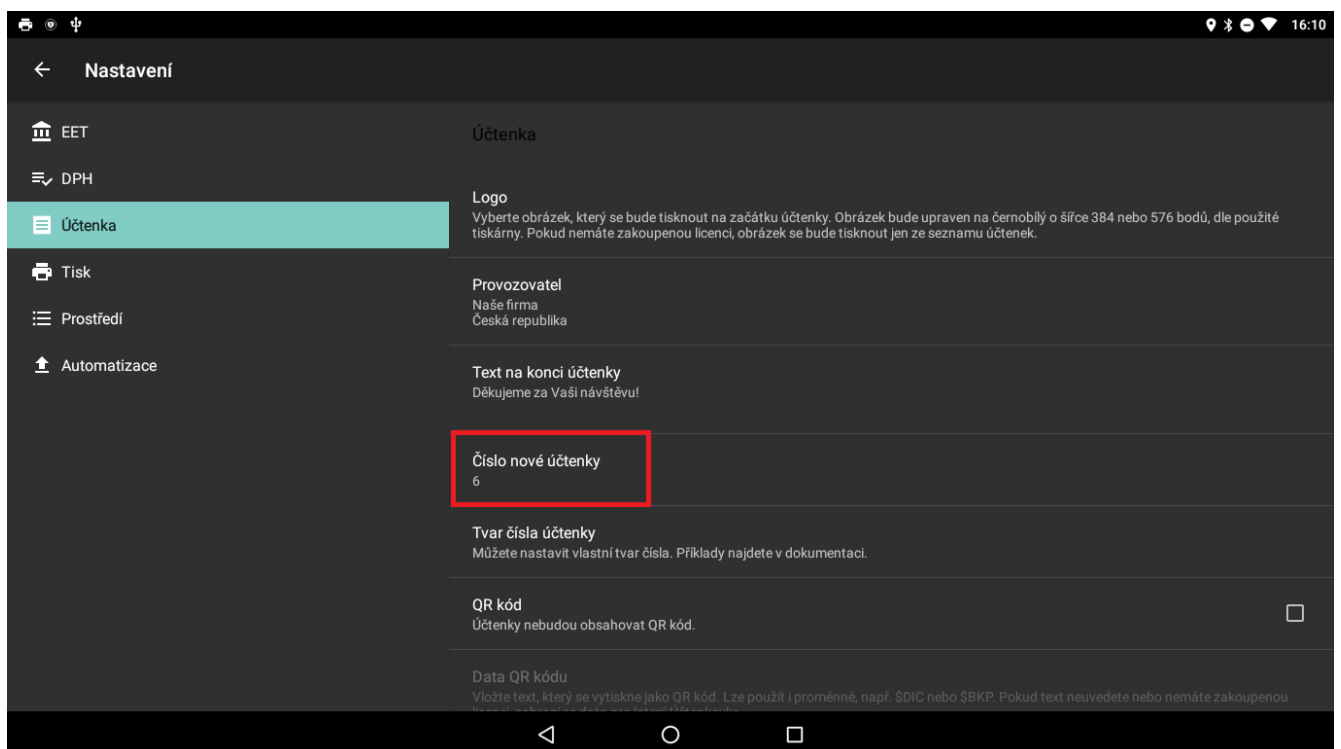 16:10
Nastavení
EET
DPH
Účtenka
Tisk
Prostředí
Automatizace
Účtenka
Logo
Vyberte obrázek, který se bude tisknout na začátku účtenky. Obrázek bude upraven na černobílý o šířce 384 nebo 576 bodů, dle použité
tiskárny. Pokud nemáte zakoupenou licenci, obrázek se bude tisknout jen ze seznamu účtenek.
Provozovatel
Naše firma
Česká republika
Text na konci účtenky
Děkujeme za Vaši návštěvu!
Číslo nové účtenky
6
Tvar čísla účtenky
Můžete nastavit vlastní tvar čísla. Příklady najdete v dokumentaci.
QR kód
Účtenky nebudou obsahovat QR kód.
Data QR kódu
Vložte text, který se vytiskne jako QR kód. Lze použít i proměnné, např. $DIC nebo $BKP. Pokud text neuvedete nebo nemáte zakoupenou